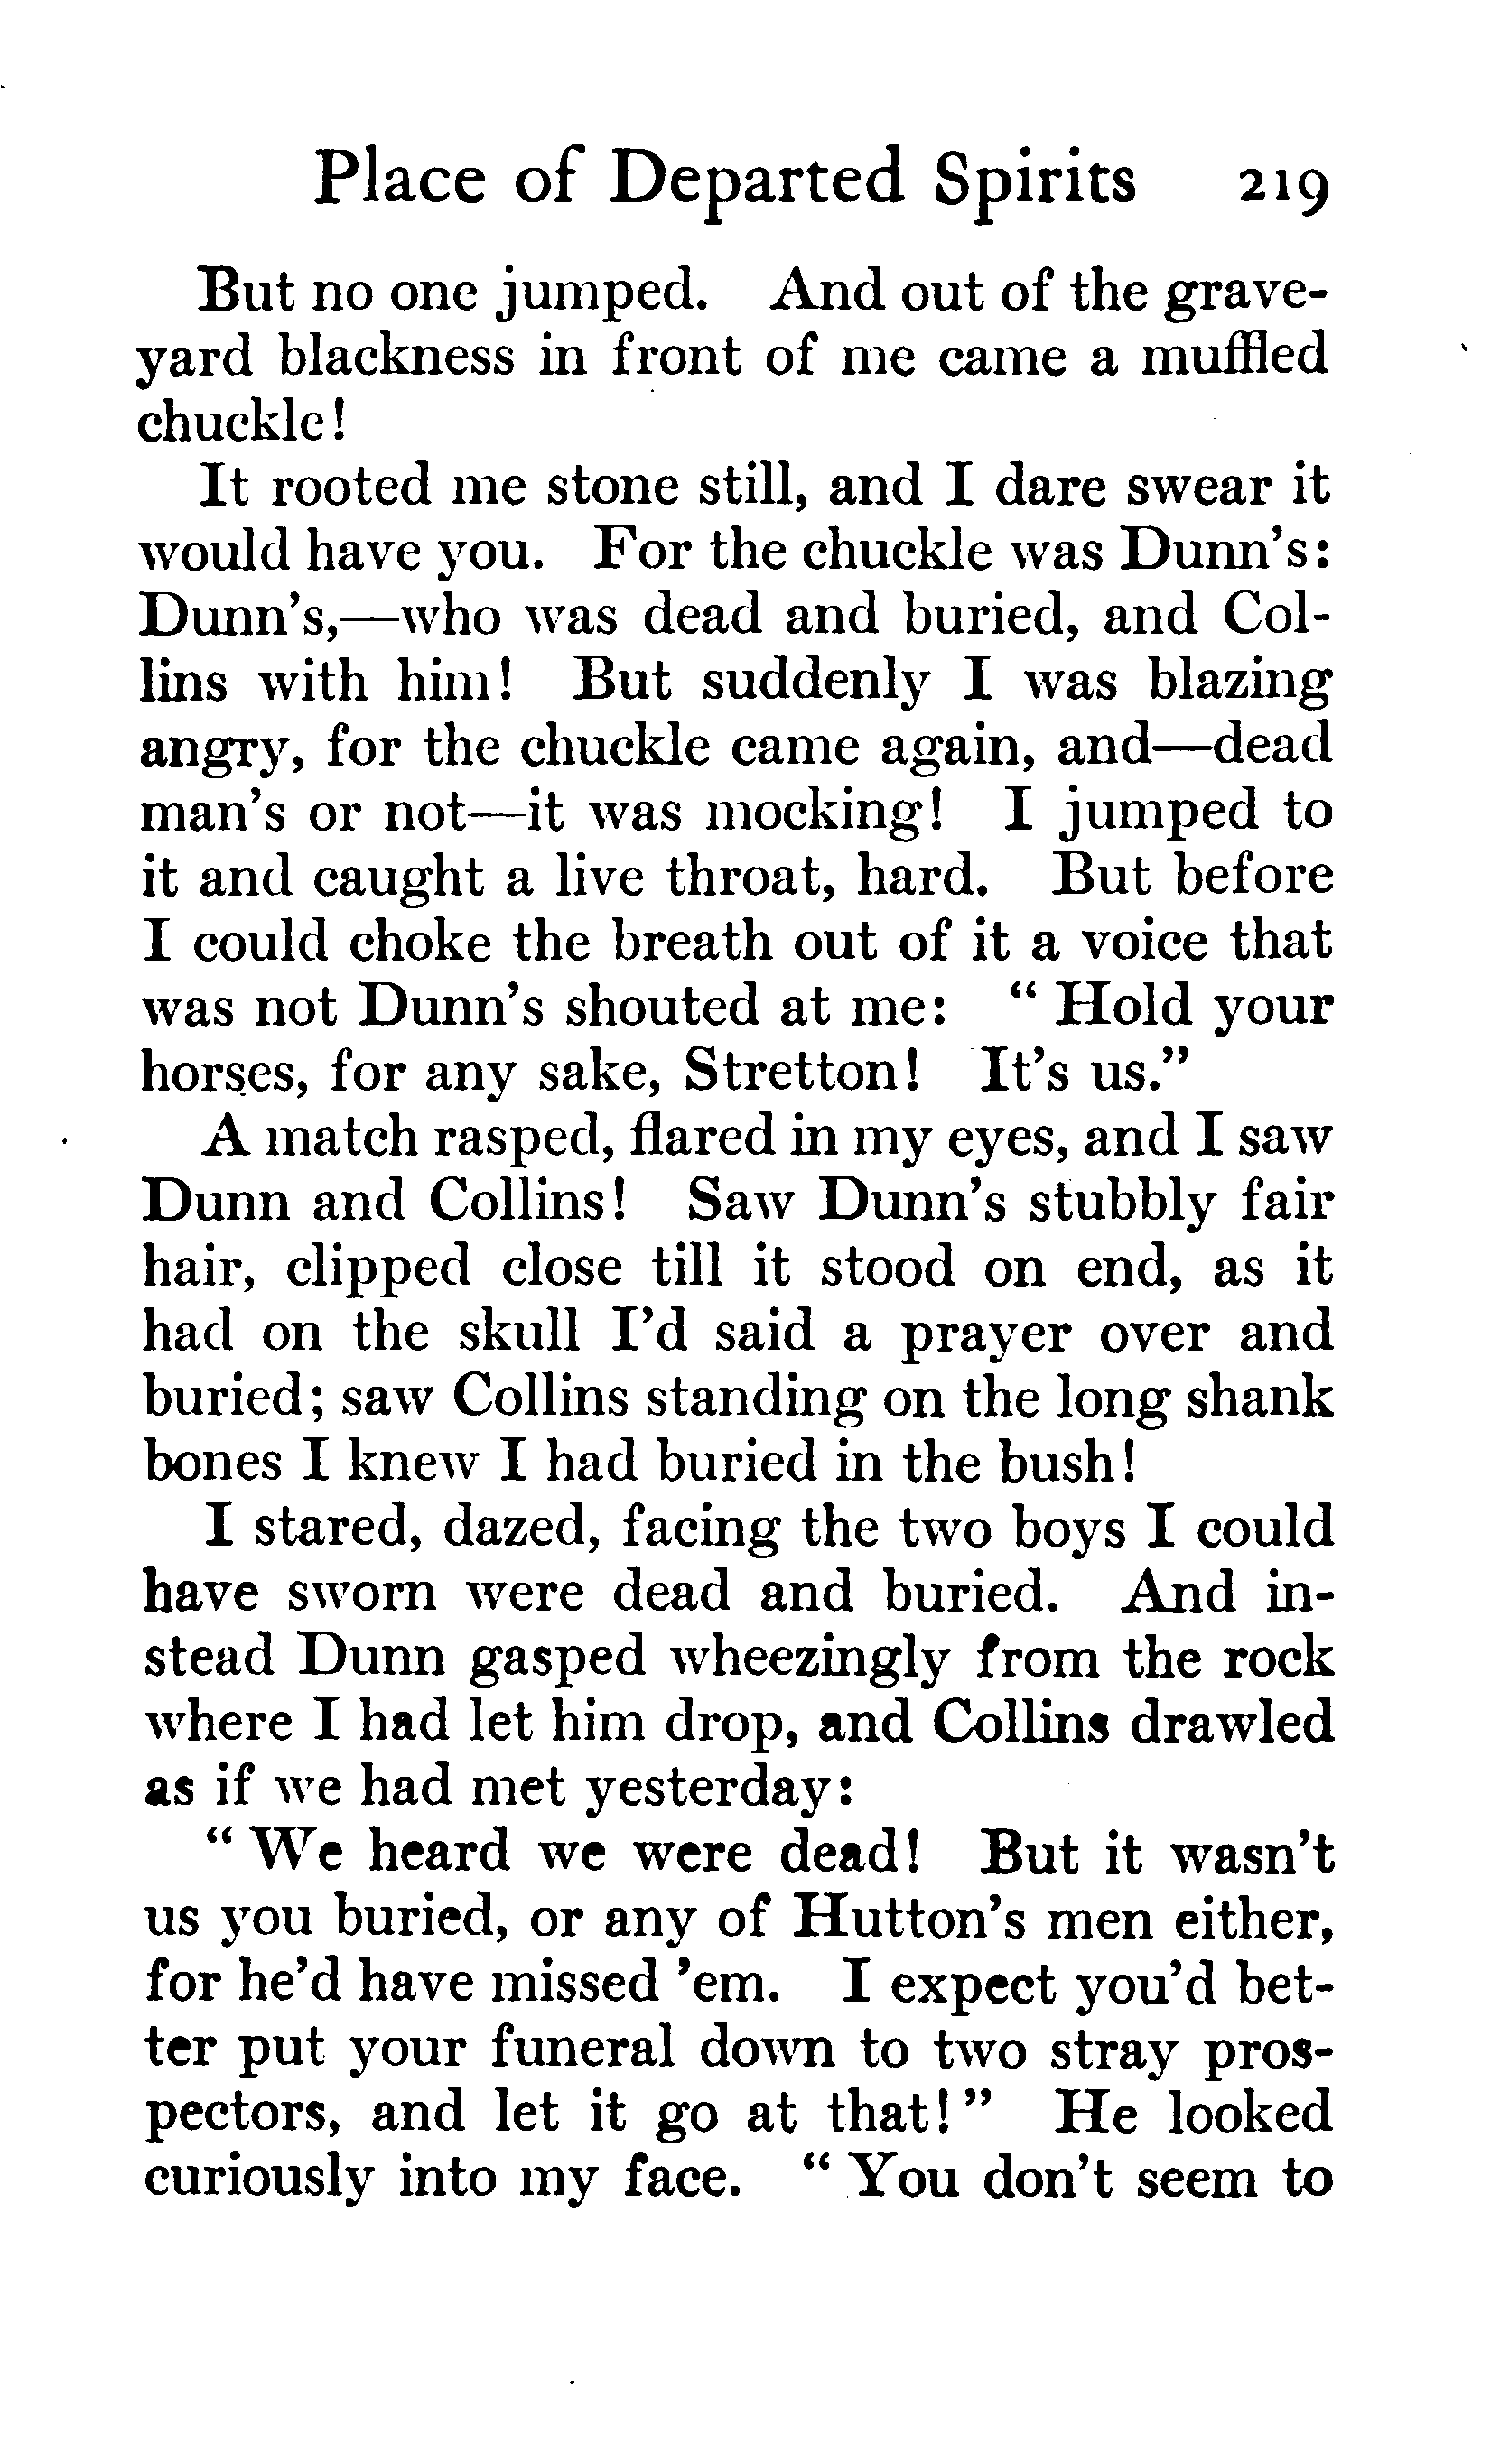 Place of Departed Spirits 219
But no one jumped. And out of the grave-
yard blackness in front of me came a muffled
chuckle!
It rooted me stone still, and I dare swear it
would have you. For the chuckle was Dunn's:
Dunn's,—who was dead and buried, and Col-
lins with him! But suddenly I was blazing
angry, for the chuckle came again, and—dead
man's or not—it was mocking! I jumped to
it and caught a live throat, hard. But before
I could choke the breath out of it a voice that
was not Dunn's shouted at me: " Hold your
horses, for any sake, Stretton! It's us."
A match rasped, flared in my eyes, and I saw
Dunn and Collins! Saw Dunn's stubbly fair
hair, clipped close till it stood on end, as it
had on the skull I'd said a prayer over and
buried; saw Collins standing on the long shank
bones I knew I had buried in the bush!
I stared, dazed, facing the two boys I could
have sworn were dead and buried. And in-
stead Dunn gasped wheezingly from the rock
where I had let him drop, and Collins drawled
as if we had met yesterday:
" We heard we were dead! But it wasn't
us you buried, or any of Hutton's men either,
for he'd have missed 'em. I expect you'd bet-
ter put your funeral down to two stray pros-
pectors, and let it go at that! " He looked
curiously into my face. " You don't seem to